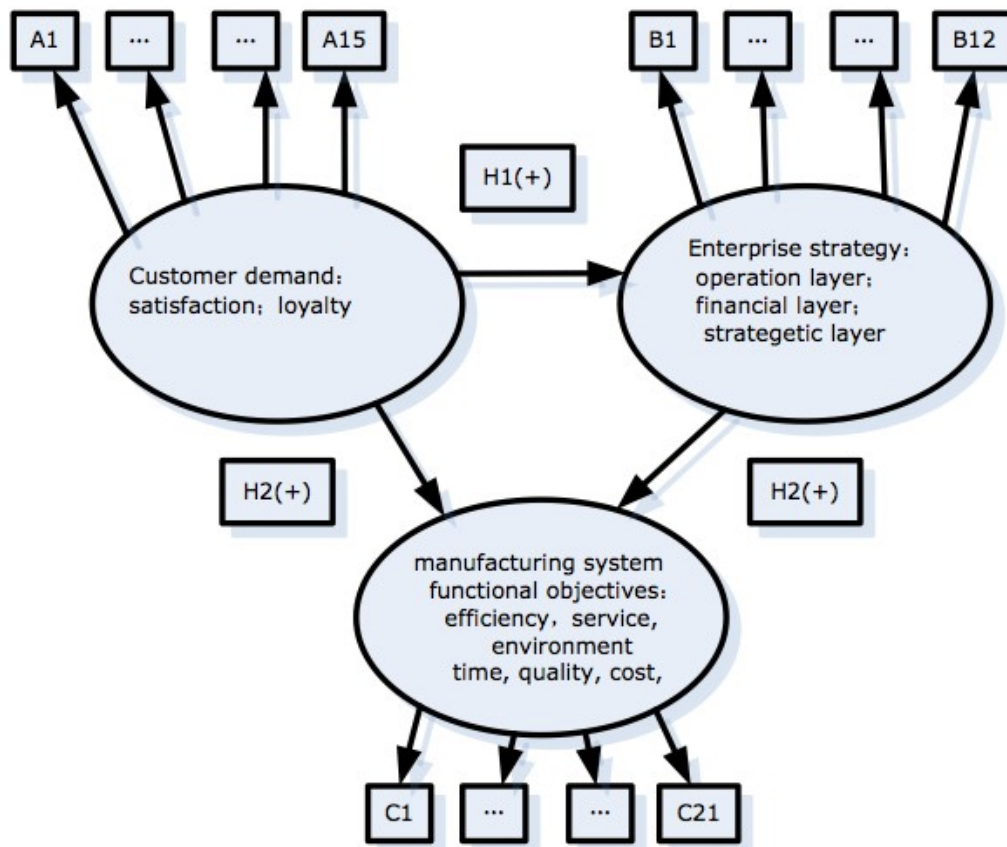 A1
...
...
A15
B1
...
...
B12
H1(+)
Customer demand：
satisfaction；loyalty
Enterprise strategy：
operation layer；
financial layer；
strategetic layer
H2(+)
H2(+)
manufacturing system
functional objectives：
efficiency，service,
environment
time, quality, cost,
C1
...
...
C21